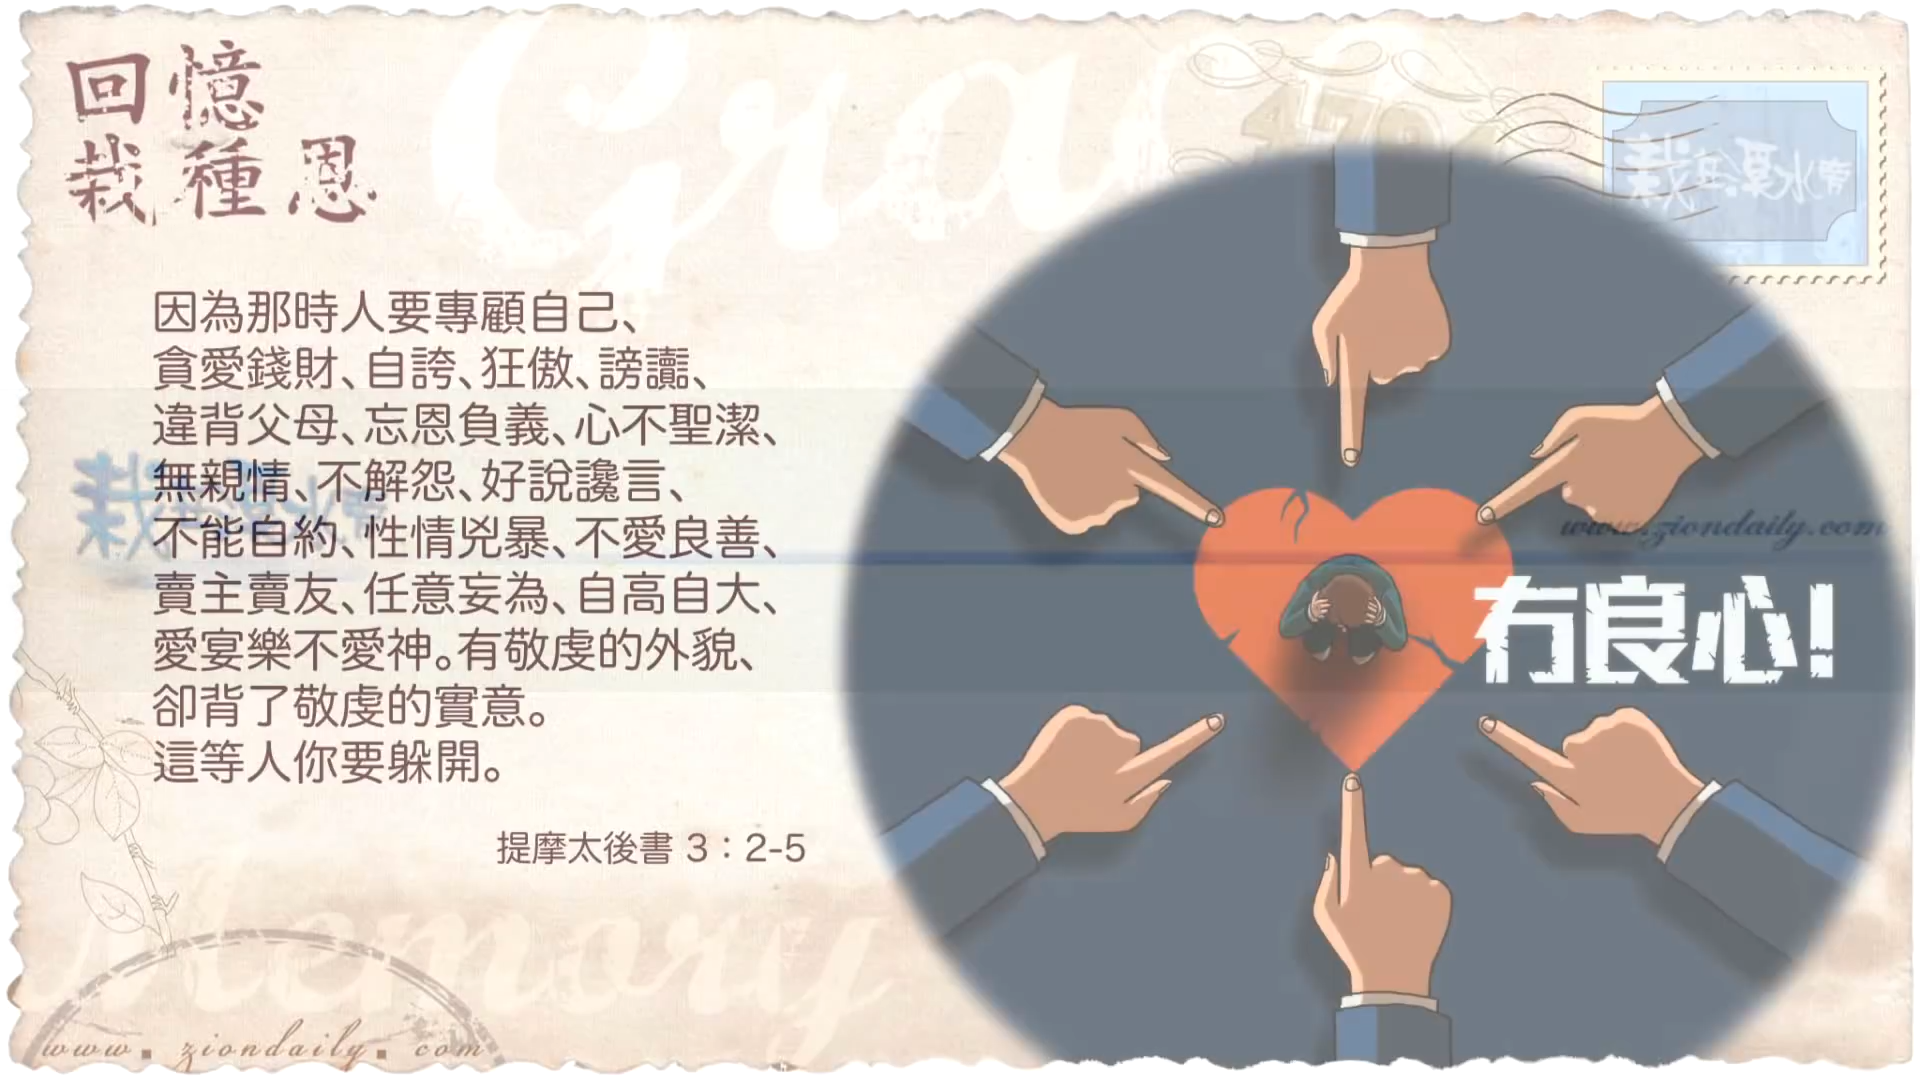 回憶
栽種恩
因為那時人要專顧自己、
貪愛錢財、自誇、狂傲、謗讟、
違背父母、忘恩負義、心不聖潔、
無親情、不解怨、好說讒言、
不能自約、性情兇暴、不愛良善、
賣主賣友、任意妄為、自高自大、
愛宴樂不愛神。有敬虔的外貌、
卻背了敬虔的實意。
這等人你要躲開。
提摩太後書 3：2-5
冇良心!
www.ziondaily.com
Memory
www.ziondaily.com